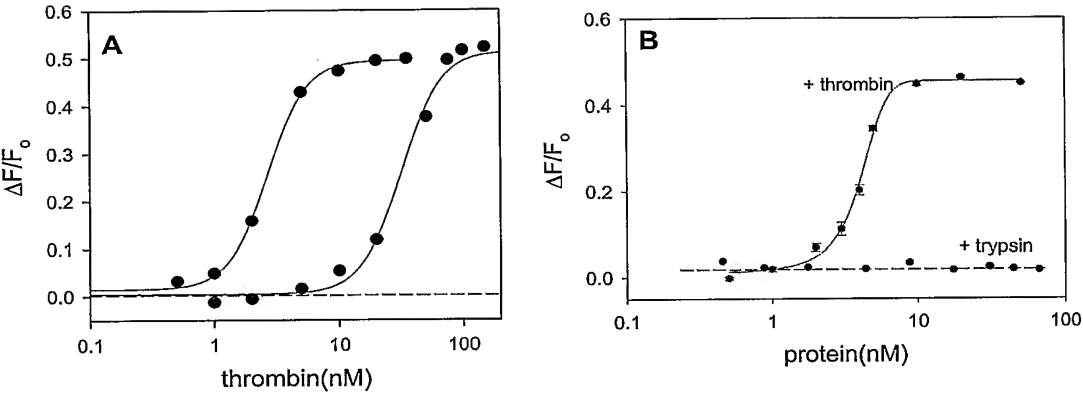 A
0.6
0.5
0.4
0.3
0.2
0.1
0.0
ΔF/Fo
0.1 1 10 100
thrombin(nM)
B
0.6
0.4
0.2
0.0
ΔF/Fo
+ thrombin
+ trypsin
0.1 1 10 100
protein(nM)